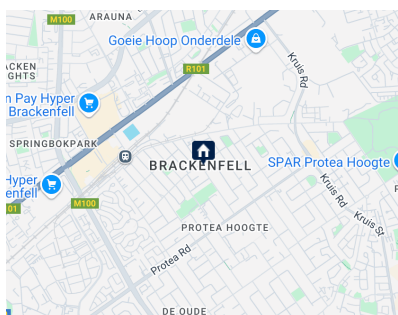 M100
ARAUNA
Goeie Hoop Onderdele
R101
Kruis Rd
ACKEN
GHTS
n Pay Hyper
Brackenfell
SPRINGBOKPARK
BRACKENFELL
SPAR Protea Hoogte
Hyper
enfell
M100
01
Kruis Rd
Kruis St
PROTEA HOOGTE
Protea Rd
DE OUDE